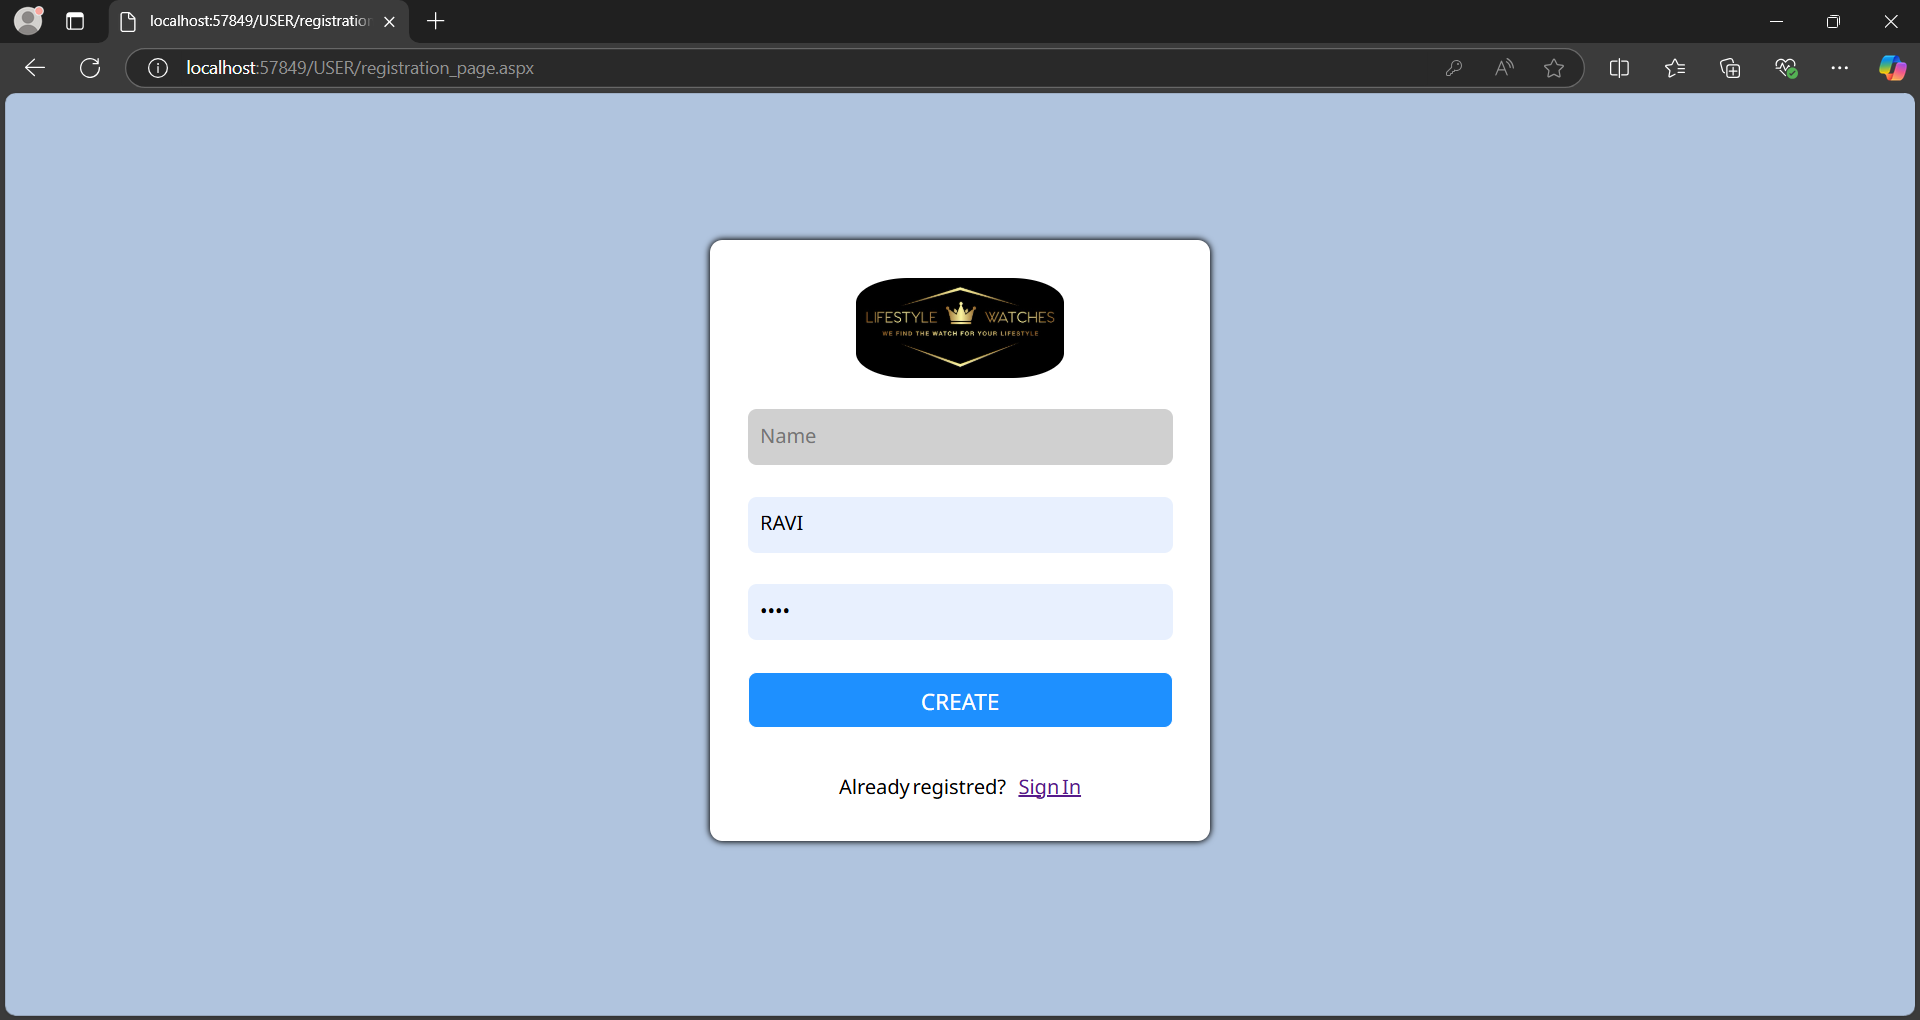 localhost:57849/USER/registration
localhost:57849/USER/registration_page.aspx
LIFESTYLE WATCHES
WE FIND THE WATCH FOR YOUR LIFESTYLE
Name
RAVI
••••
CREATE
Already registred? Sign In